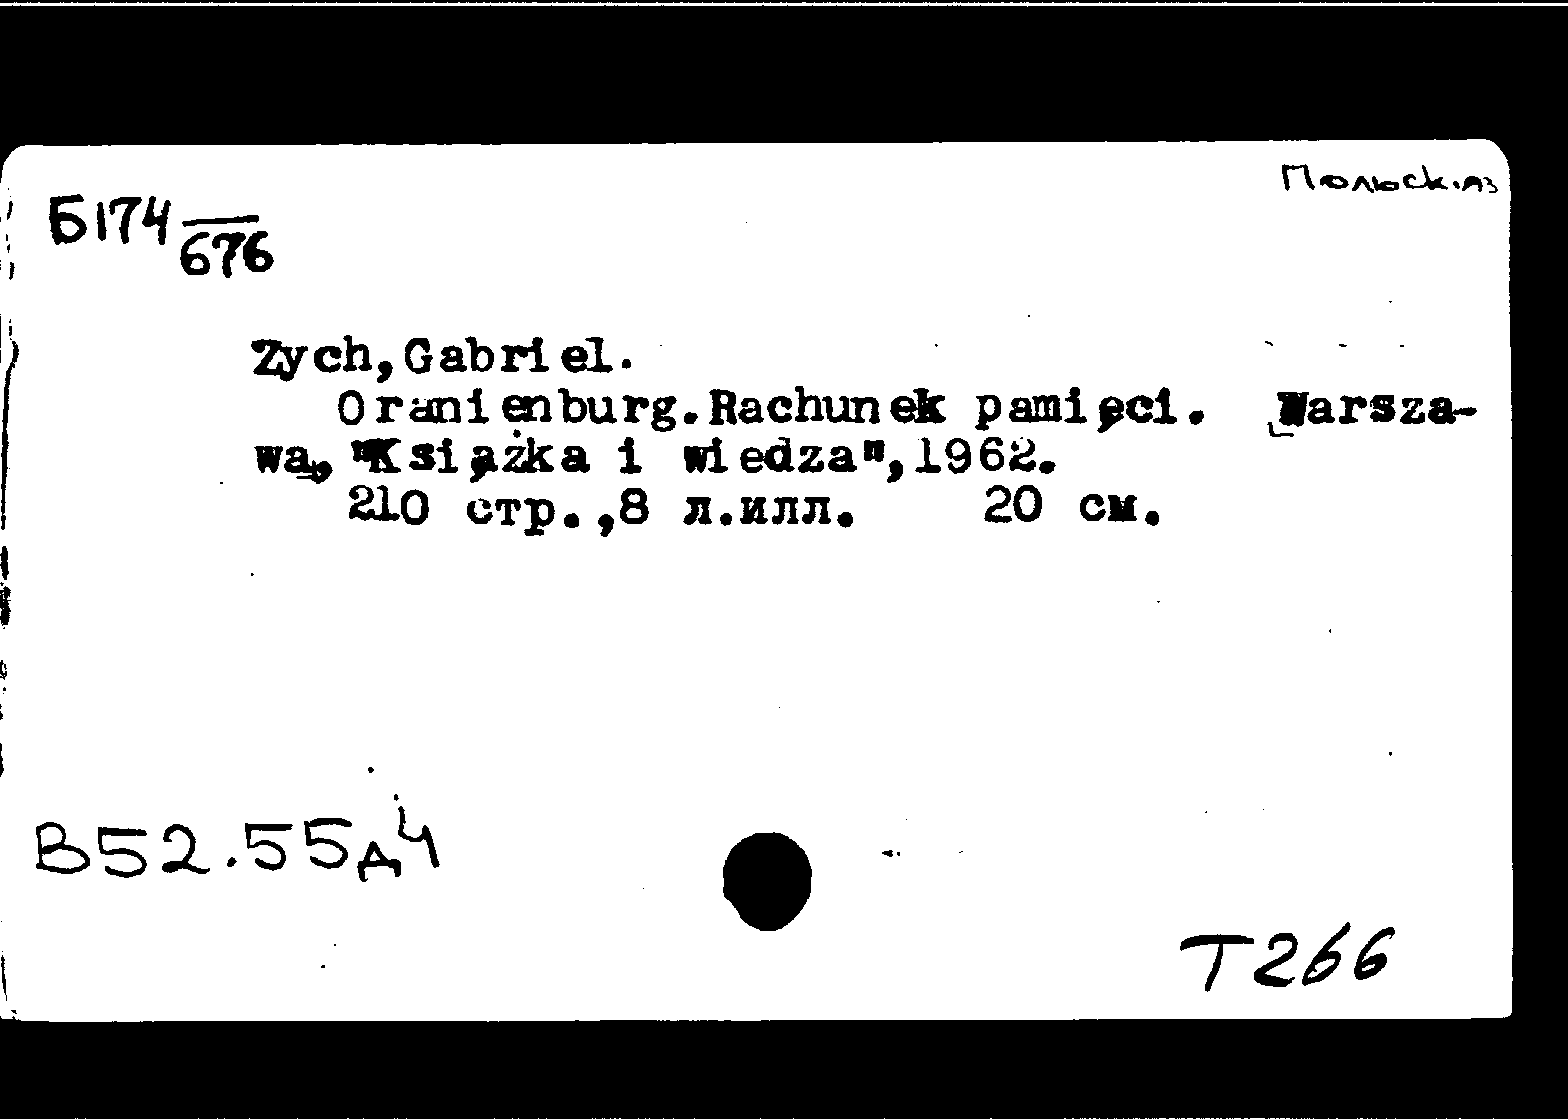 Польск. яз
Б174/676
Zych, Gabriel.
Oranienburg. Rachunek pamięci. Warsza-
wa, "Książka i wiedza", 1962.
210 стр., 8 л. илл. 20 см.
В52.55д4
Т266